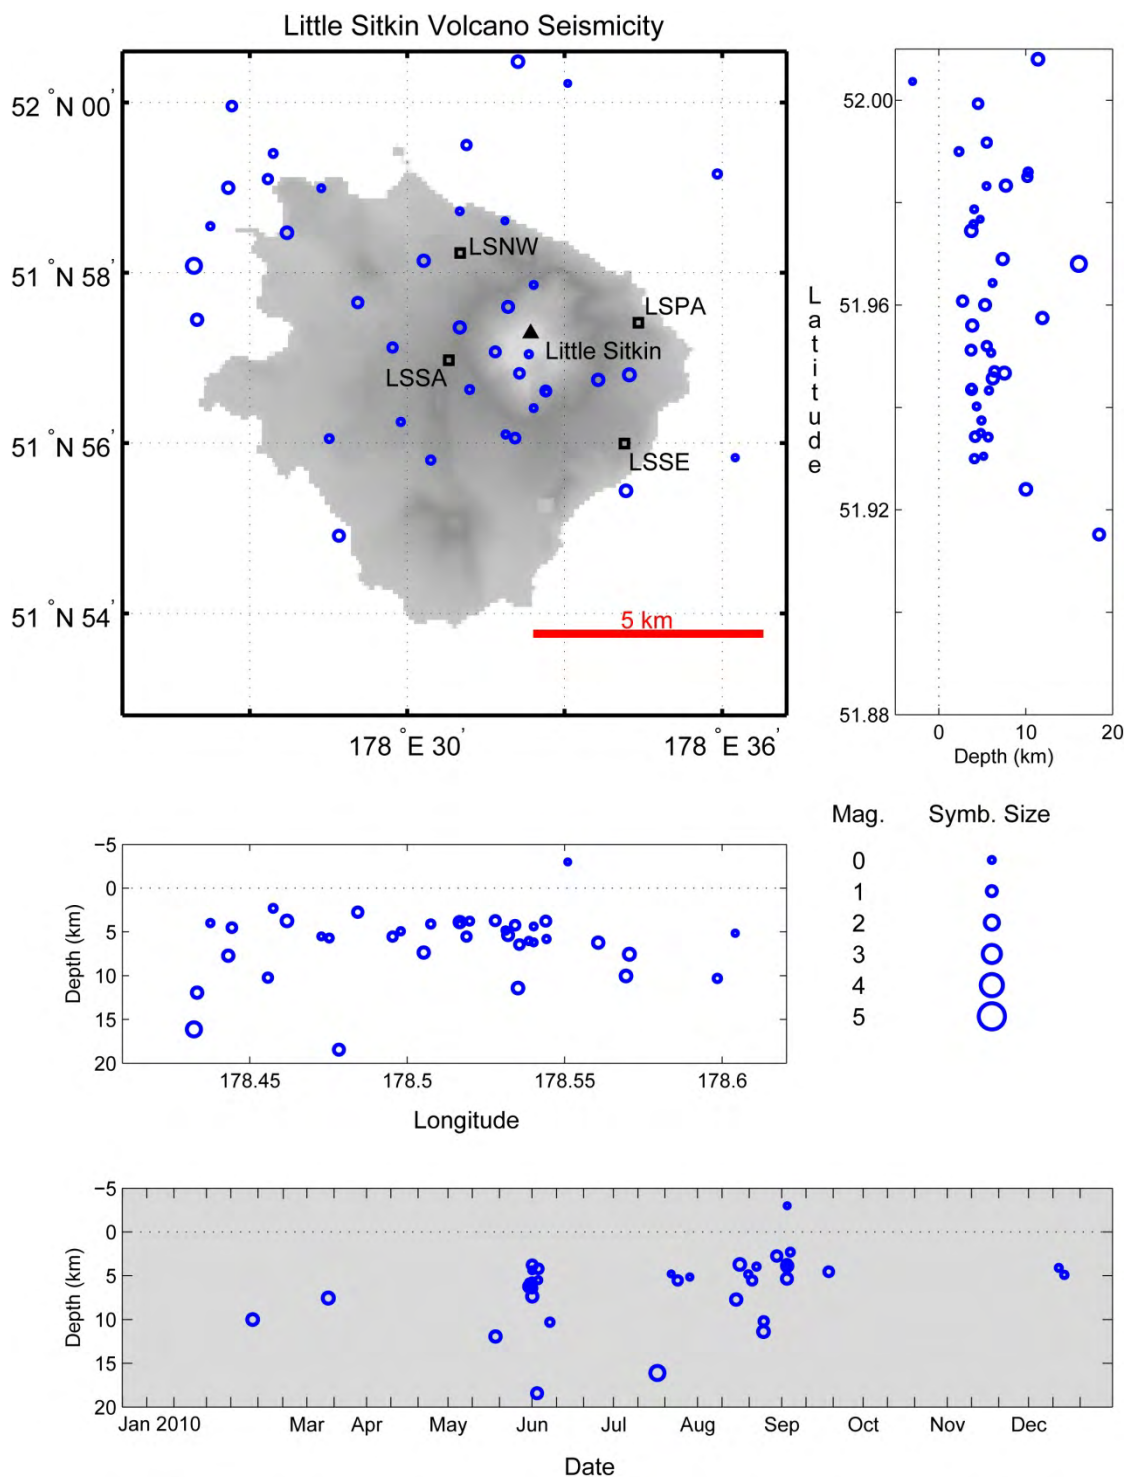 Little Sitkin Volcano Seismicity
52 °N 00'
51 °N 58'
51 °N 56'
51 °N 54'
178 °E 30'
178 °E 36'
LSNW
LSPA
Little Sitkin
LSSA
LSSE
5 km
52.00
51.96
51.92
51.88
Latitude
0 10 20
Depth (km)
Mag. Symb. Size
0
1
2
3
4
5
−5
0
5
10
15
20
Depth (km)
178.45 178.5 178.55 178.6
Longitude
−5
0
5
10
15
20
Depth (km)
Jan 2010 Mar Apr May Jun Jul Aug Sep Oct Nov Dec
Date